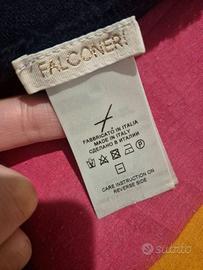 FALCONERI
FABBRICATO IN ITALIA
MADE IN ITALY
СДЕЛАНО В ИТАЛИИ
CARE INSTRUCTION ON
REVERSE SIDE
subito